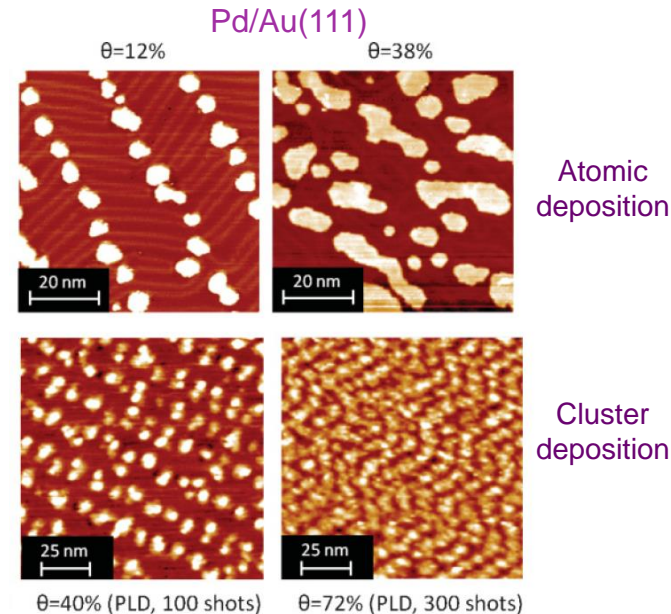 Pd/Au(111)
θ=12%
θ=38%
Atomic
deposition
20 nm
20 nm
Cluster
deposition
25 nm
25 nm
θ=40% (PLD, 100 shots)
θ=72% (PLD, 300 shots)